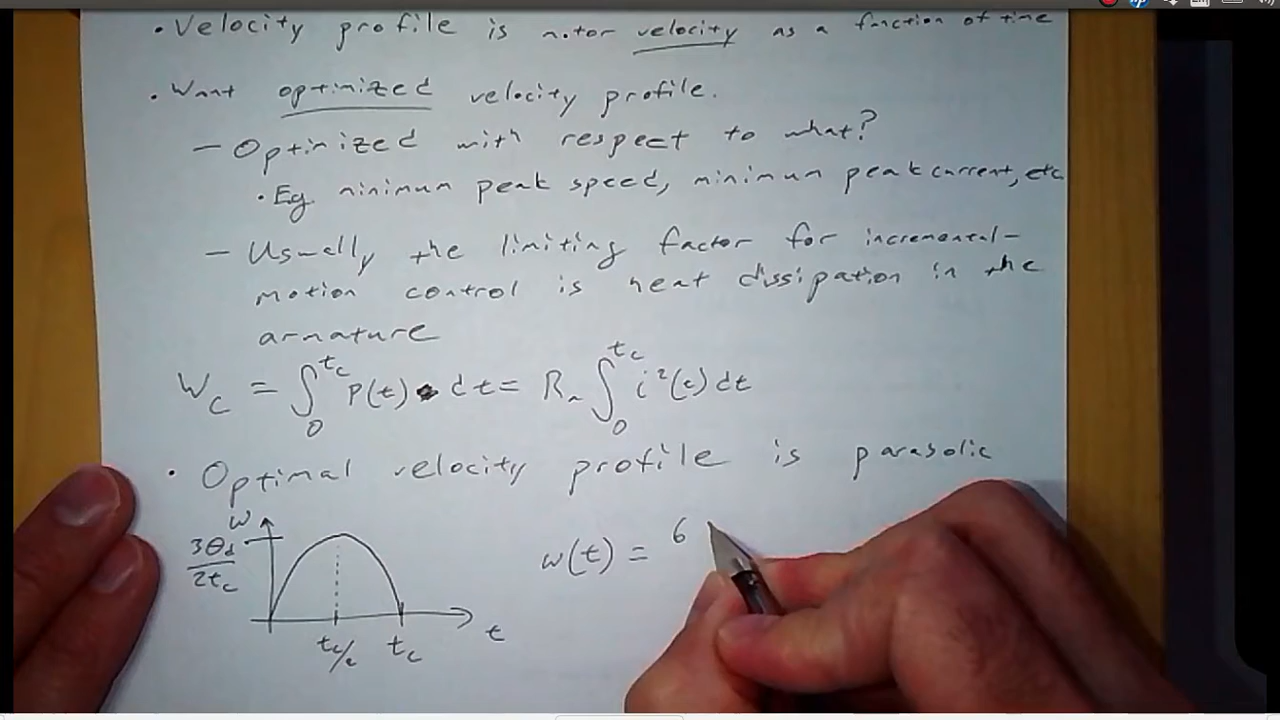 • Velocity profile is motor velocity as a function of time
• Want optimized velocity profile.
– Optimized with respect to what?
• Eg. minimum peak speed, minimum peak current, etc
– Usually the limiting factor for incremental-
motion control is heat dissipation in the
armature
W_c = ∫_0^{t_c} P(t) dt = R_a ∫_0^{t_c} i²(t) dt
• Optimal velocity profile is parabolic
ω
3θ_d
2t_c
t_c/2
t_c
t
ω(t) = 6